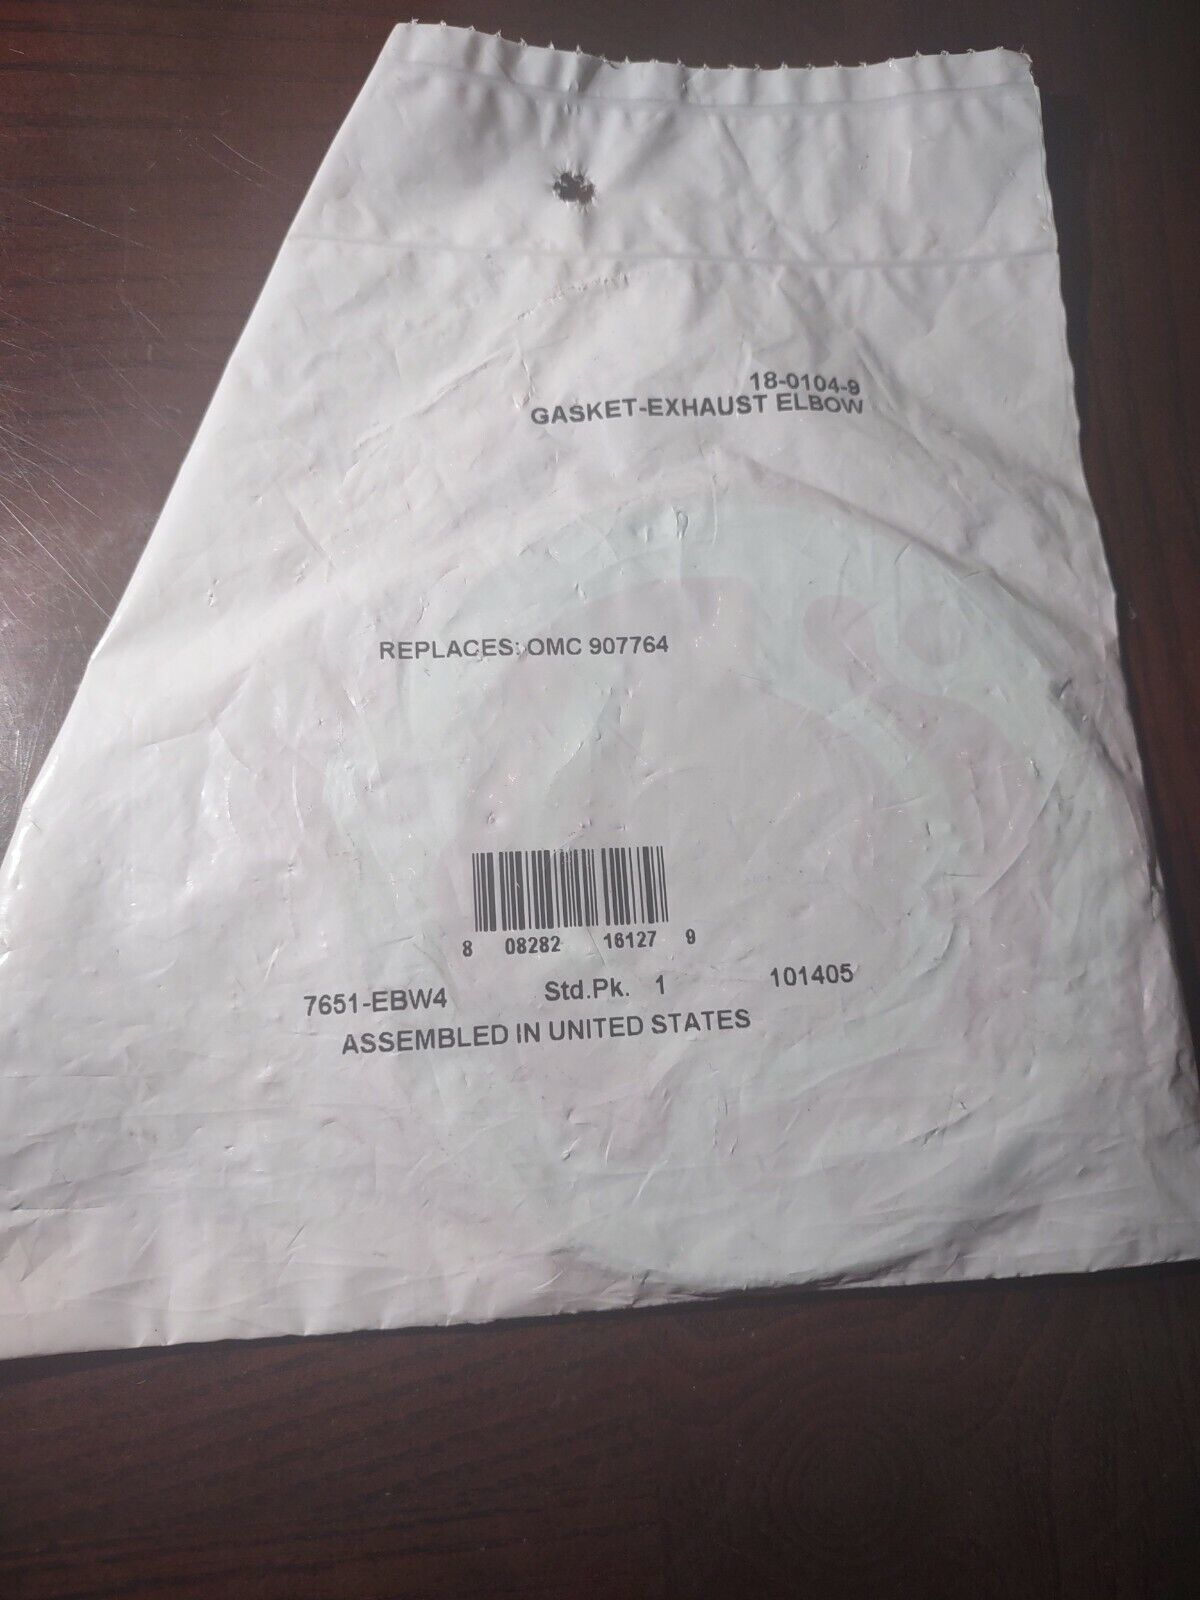 18-0104-9
GASKET-EXHAUST ELBOW
REPLACES: OMC 907764
8 08282 16127 9
7651-EBW4 Std.Pk. 1 101405
ASSEMBLED IN UNITED STATES